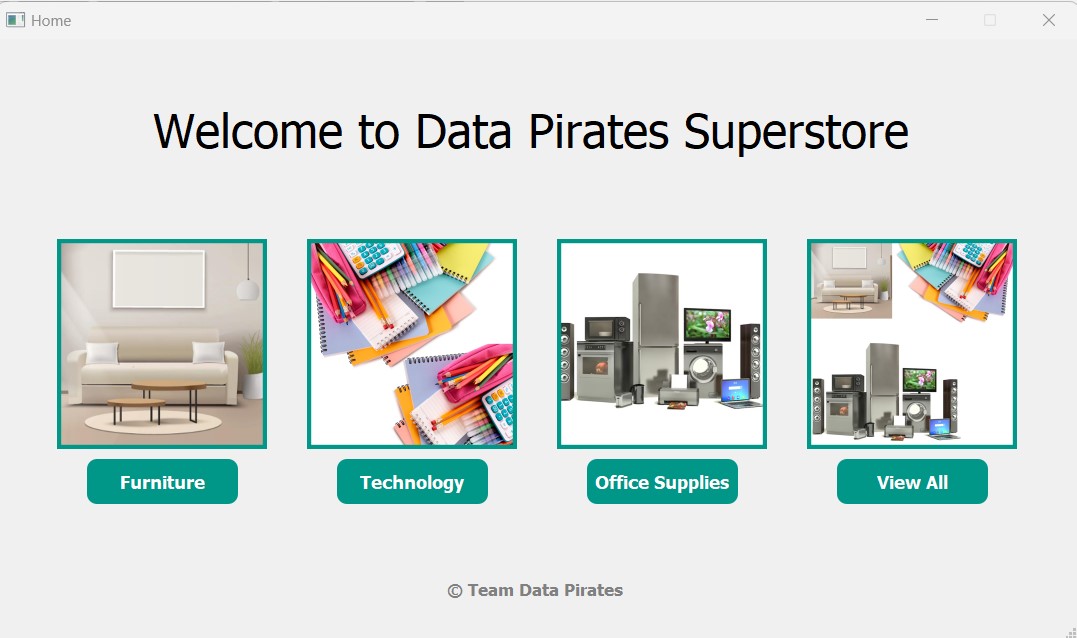 Home
Welcome to Data Pirates Superstore
Furniture
Technology
Office Supplies
View All
© Team Data Pirates